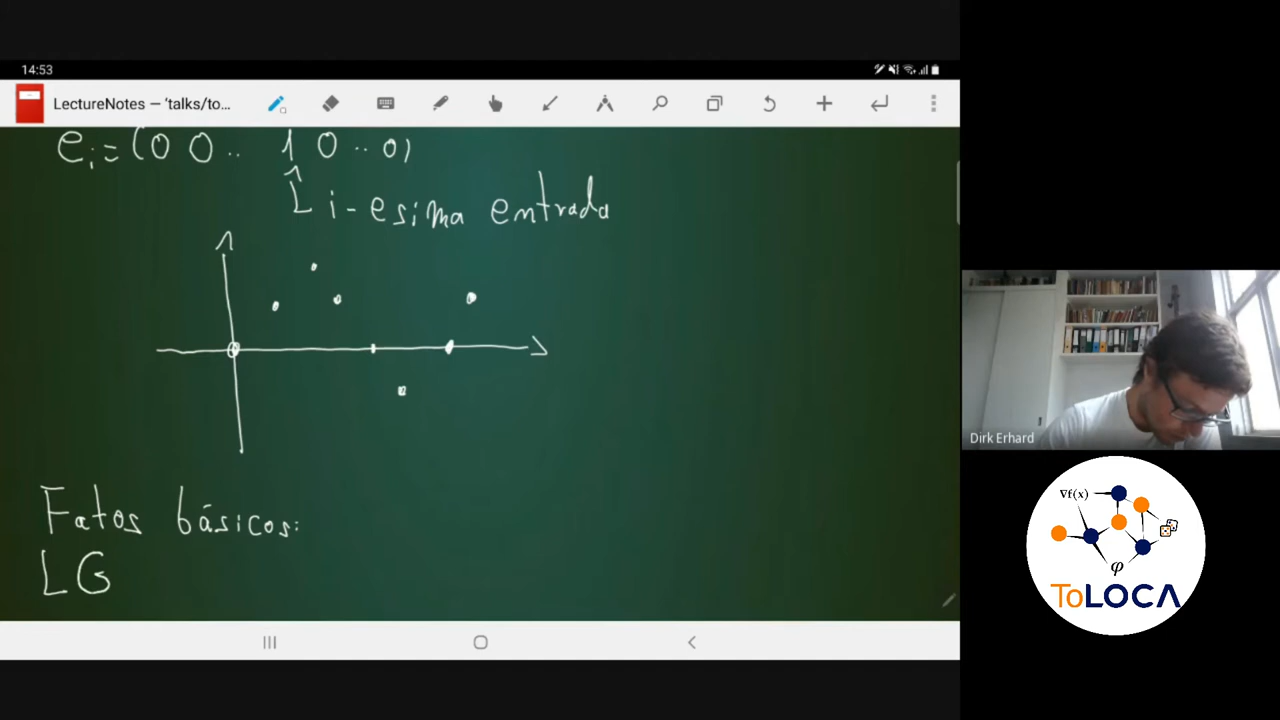 14:53
LectureNotes – 'talks/to...
e_i = (0 0 .. 1 0 .. 0)
i-esima entrada
Fatos básicos:
LG
Dirk Erhard
∇f(x)
φ
ToLOCA